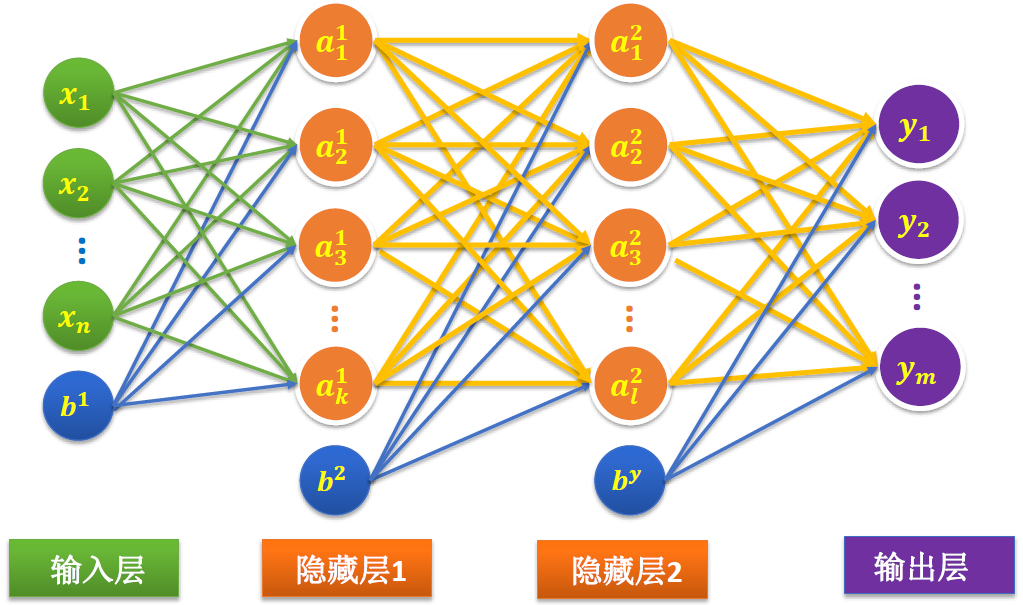 x₁
x₂
⋮
xₙ
b¹
a₁¹
a₂¹
a₃¹
⋮
aₖ¹
b²
a₁²
a₂²
a₃²
⋮
aₗ²
bʸ
y₁
y₂
⋮
yₘ
输入层
隐藏层1
隐藏层2
输出层